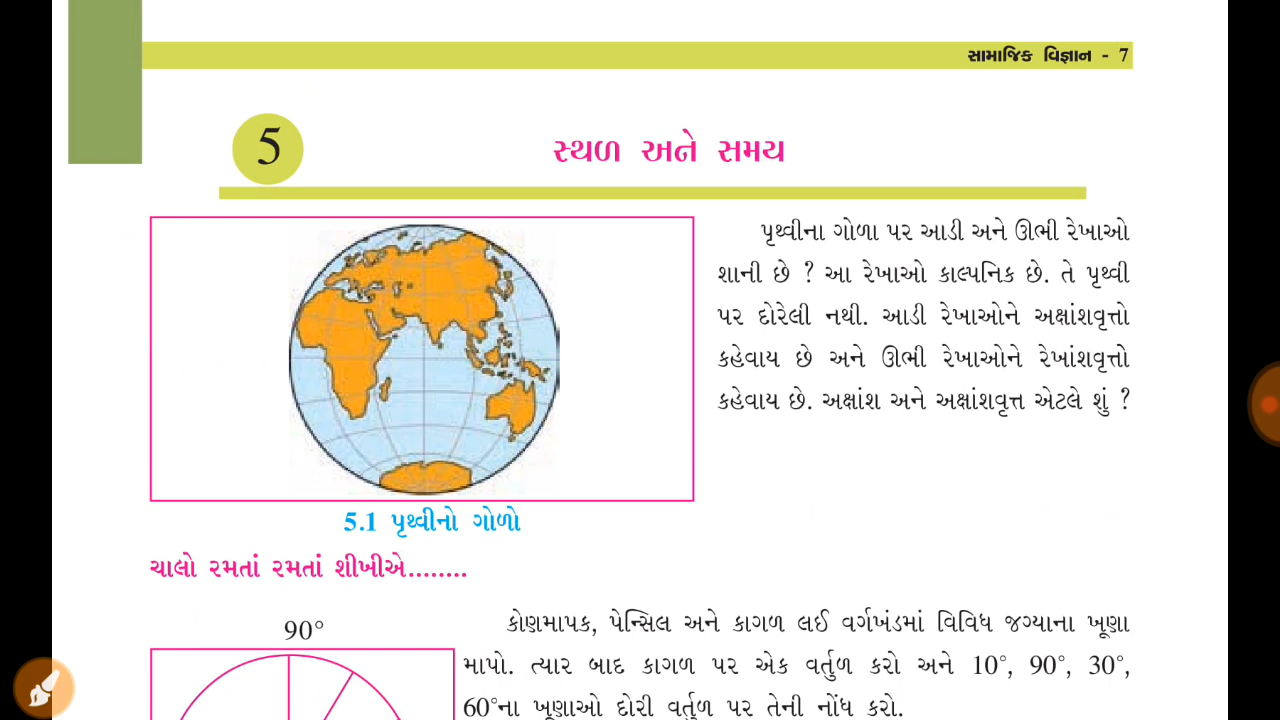 સામાજિક વિજ્ઞાન - 7
5
સ્થળ અને સમય
પૃથ્વીના ગોળા પર આડી અને ઊભી રેખાઓ
શાની છે ? આ રેખાઓ કાલ્પનિક છે. તે પૃથ્વી
પર દોરેલી નથી. આડી રેખાઓને અક્ષાંશવૃત્તો
કહેવાય છે અને ઊભી રેખાઓને રેખાંશવૃત્તો
કહેવાય છે. અક્ષાંશ અને અક્ષાંશવૃત્ત એટલે શું ?
5.1 પૃથ્વીનો ગોળો
ચાલો રમતાં રમતાં શીખીએ........
90°
કોણમાપક, પેન્સિલ અને કાગળ લઈ વર્ગખંડમાં વિવિધ જગ્યાના ખૂણા
માપો. ત્યાર બાદ કાગળ પર એક વર્તુળ કરો અને 10°, 90°, 30°,
60°ના ખૂણાઓ દોરી વર્તુળ પર તેની નોંધ કરો.